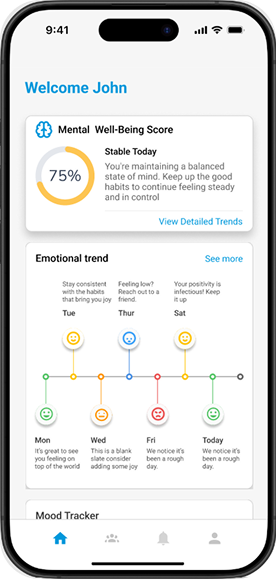 9:41
Welcome John
Mental Well-Being Score
75%
Stable Today
You're maintaining a balanced
state of mind. Keep up the good
habits to continue feeling steady
and in control
View Detailed Trends
Emotional trend
See more
Stay consistent
with the habits
that bring you joy
Tue
Feeling low?
Reach out to a
friend.
Thur
Your positivity is
infectious! Keep
it up
Sat
Mon
It's great to see
you feeling on
top of the world
Wed
This is a blank
slate consider
adding some joy
Fri
We notice it's
been a rough
day.
Today
We notice it's
been a rough
day.
Mood Tracker